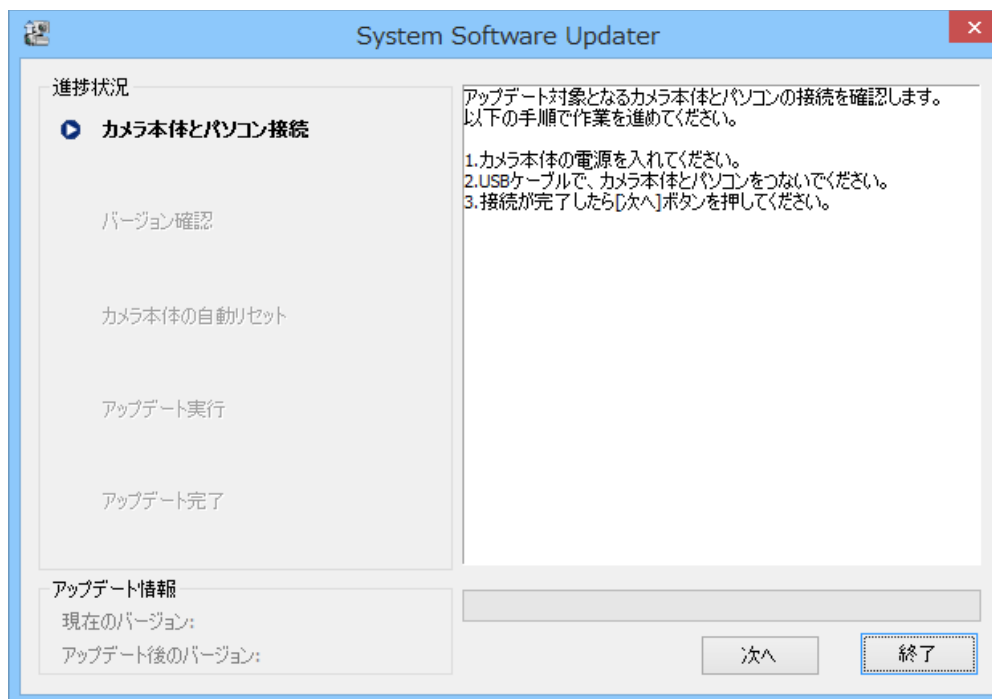 System Software Updater
進捗状況
カメラ本体とパソコン接続
バージョン確認
カメラ本体の自動リセット
アップデート実行
アップデート完了
アップデート対象となるカメラ本体とパソコンの接続を確認します。
以下の手順で作業を進めてください。
1.カメラ本体の電源を入れてください。
2.USBケーブルで、カメラ本体とパソコンをつないでください。
3.接続が完了したら[次へ]ボタンを押してください。
アップデート情報
現在のバージョン:
アップデート後のバージョン:
次へ
終了